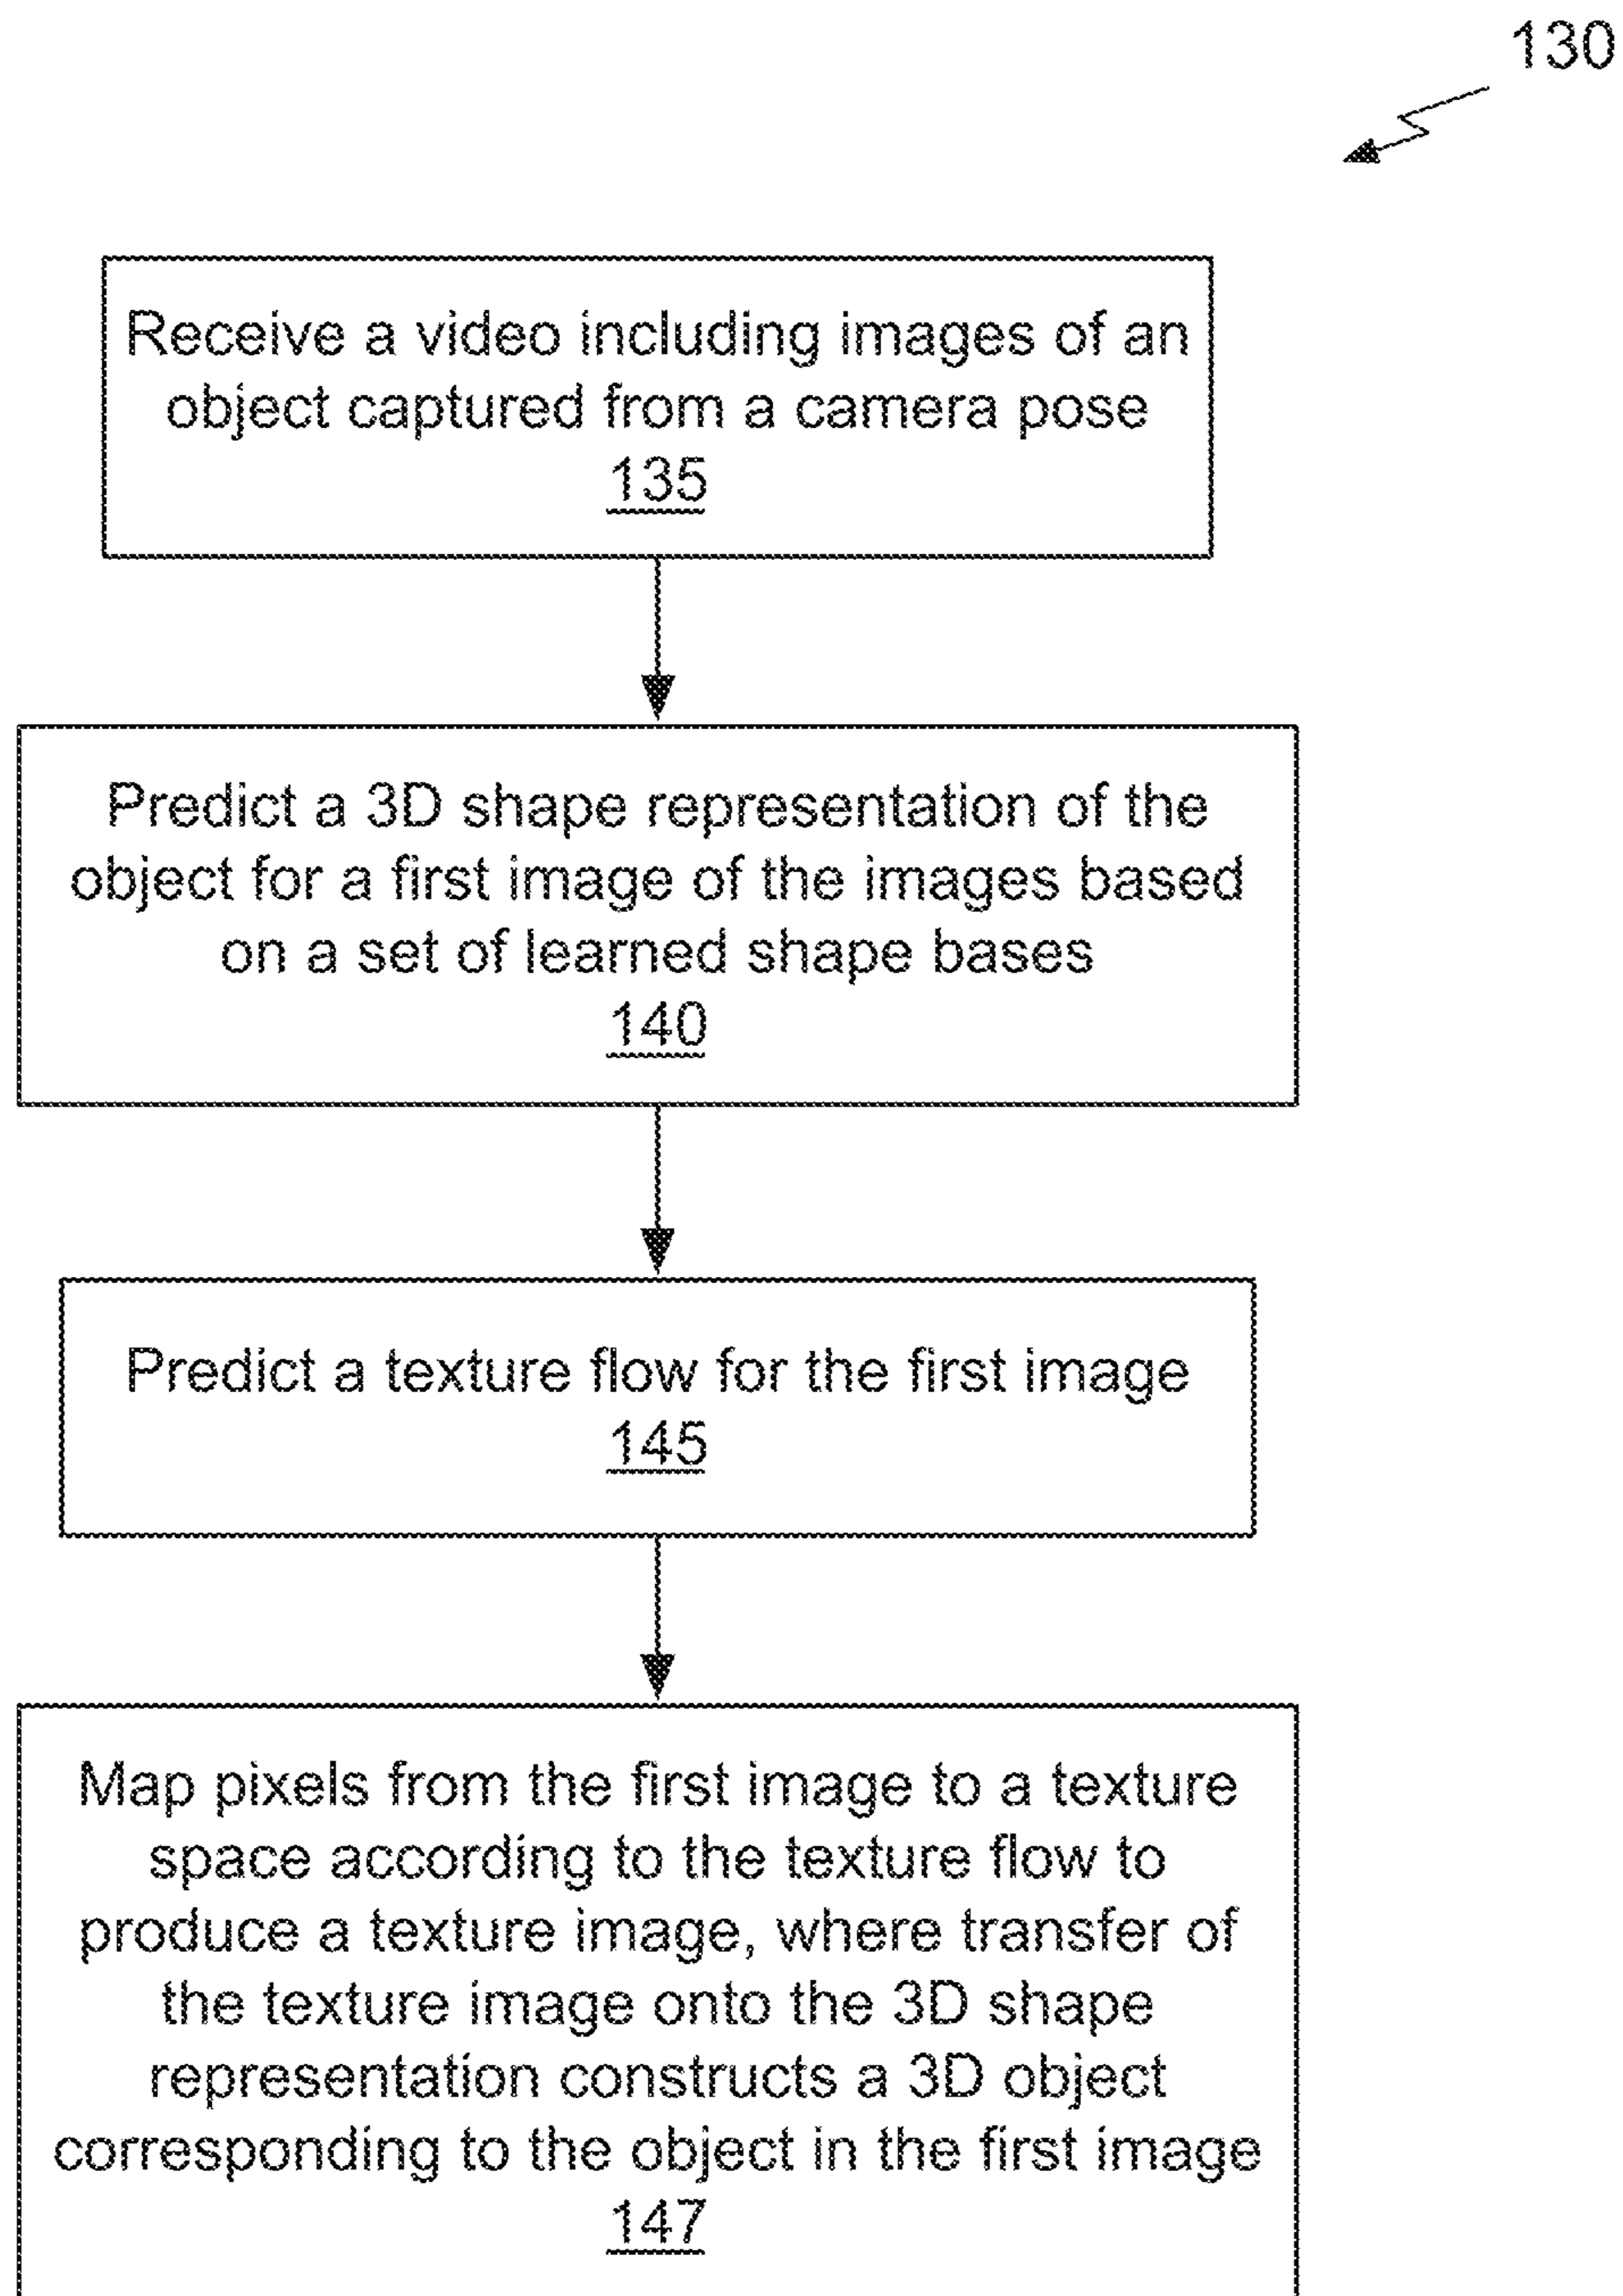 130
Receive a video including images of an
object captured from a camera pose
135
Predict a 3D shape representation of the
object for a first image of the images based
on a set of learned shape bases
140
Predict a texture flow for the first image
145
Map pixels from the first image to a texture
space according to the texture flow to
produce a texture image, where transfer of
the texture image onto the 3D shape
representation constructs a 3D object
corresponding to the object in the first image
147